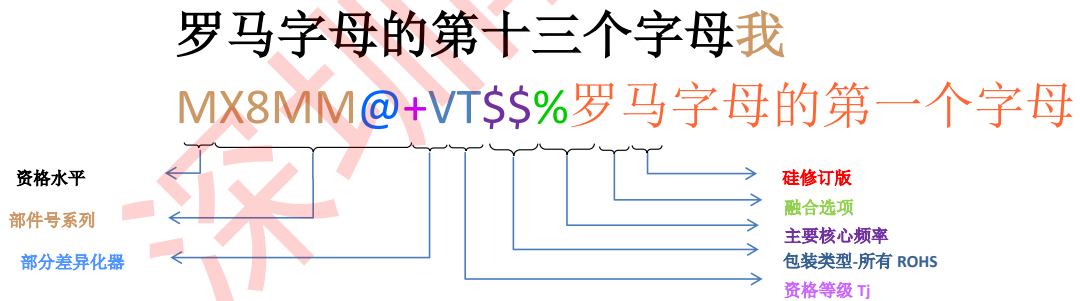 罗马字母的第十三个字母我
MX8MM@+VT$$%罗马字母的第一个字母
资格水平
部件号系列
部分差异化器
硅修订版
融合选项
主要核心频率
包装类型-所有 ROHS
资格等级 Tj
深圳